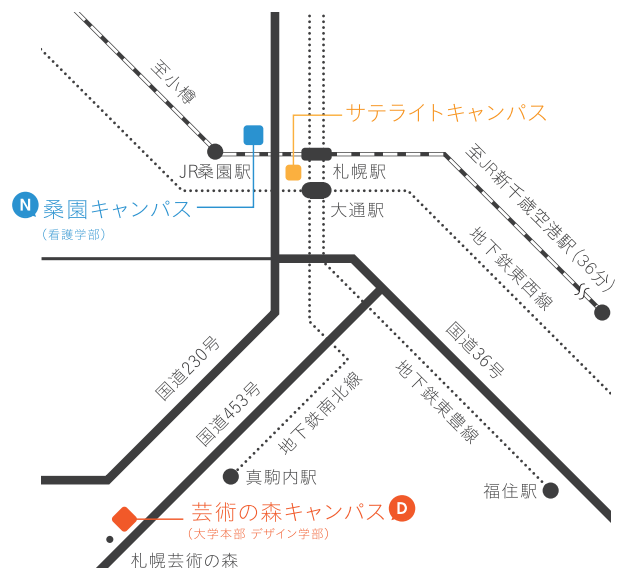 至小樽
サテライトキャンパス
JR桑園駅
札幌駅
至JR新千歳空港駅(36分)
N
桑園キャンパス
(看護学部)
大通駅
地下鉄東西線
国道230号
国道36号
国道453号
地下鉄南北線
地下鉄東豊線
真駒内駅
福住駅
芸術の森キャンパス
D
(大学本部 デザイン学部)
札幌芸術の森